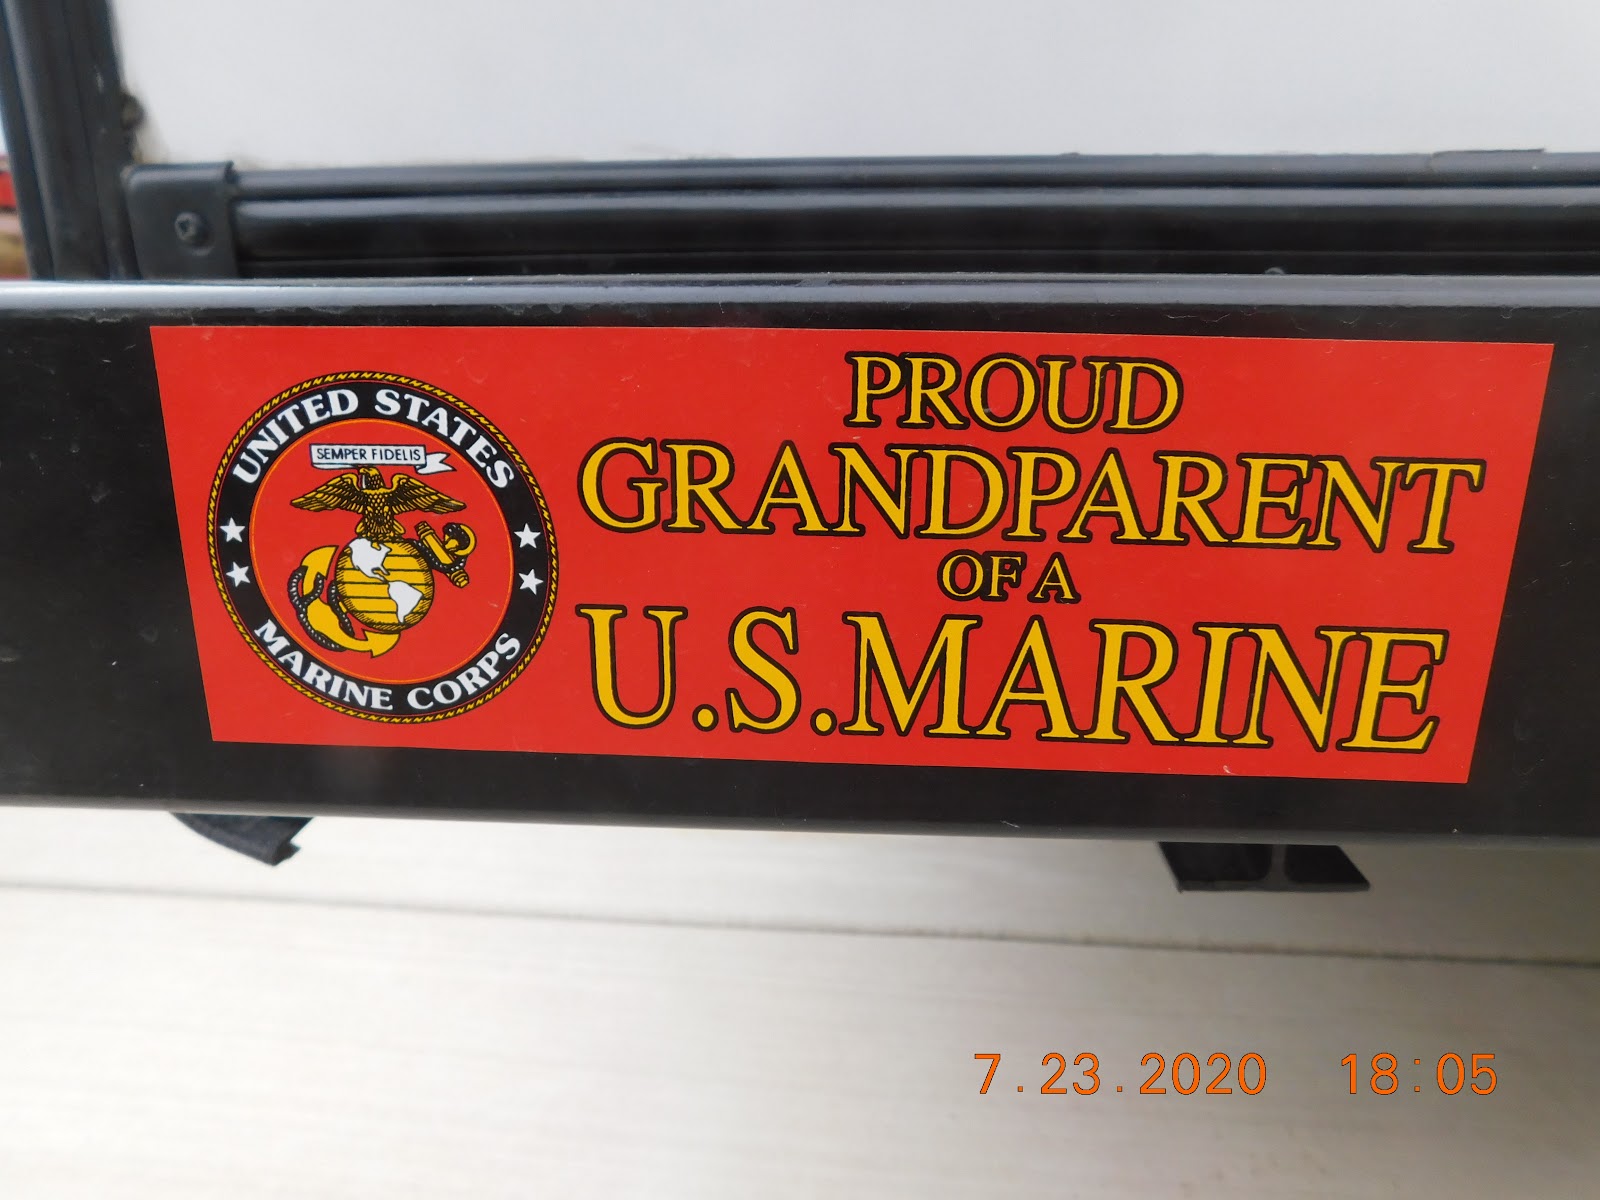 UNITED STATES
SEMPER FIDELIS
MARINE CORPS
PROUD
GRANDPARENT
OF A
U.S.MARINE
7.23.2020 18:05